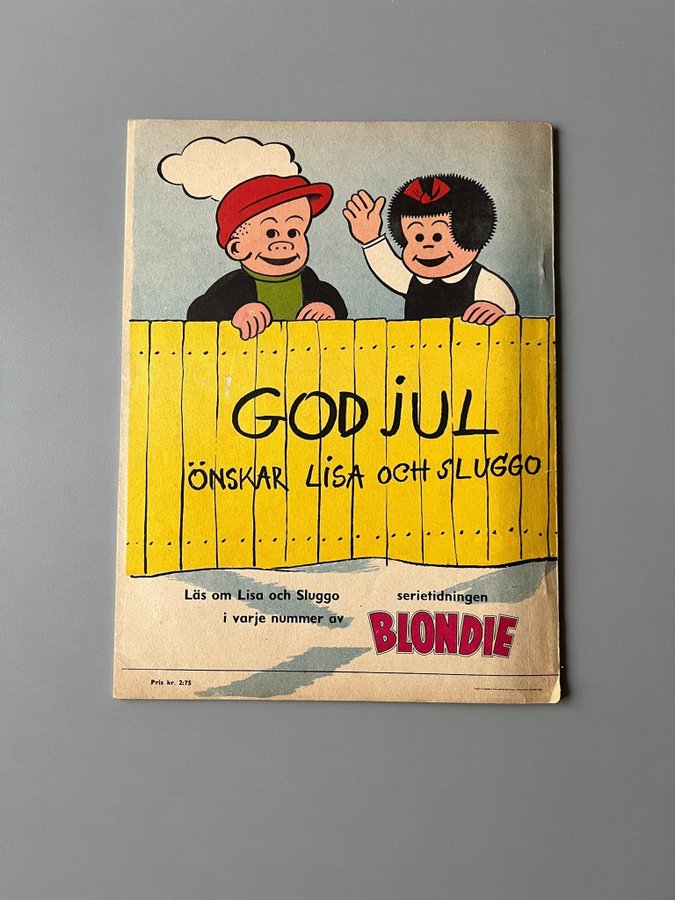 GOD JUL
ÖNSKAR LISA OCH SLUGGO
Läs om Lisa och Sluggo
i varje nummer av
serietidningen
BLONDIE
Pris kr. 2:75